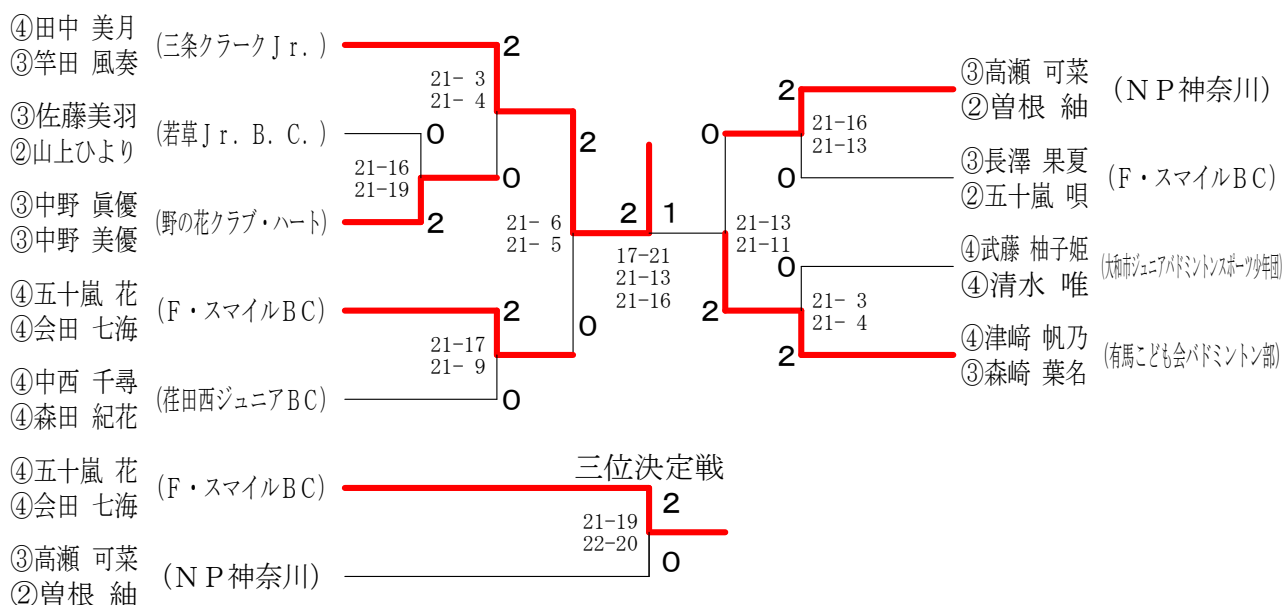 ④田中 美月
③竿田 風奏
(三条クラークＪｒ．)
2
21- 3
21- 4
③佐藤美羽
②山上ひより
(若草Ｊｒ．Ｂ．Ｃ．)
0
21-16
21-19
0
③中野 眞優
③中野 美優
(野の花クラブ・ハート)
2
2
21- 6
21- 5
④五十嵐 花
④会田 七海
(Ｆ・スマイルＢＣ)
2
0
21-17
21- 9
④中西 千尋
④森田 紀花
(荏田西ジュニアＢＣ)
0
2
1
17-21
21-13
21-16
③高瀬 可菜
②曽根 紬
(ＮＰ神奈川)
2
0
21-16
21-13
③長澤 果夏
②五十嵐 唄
(Ｆ・スマイルＢＣ)
0
21-13
21-11
④武藤 柚子姫
④清水 唯
(大和市ジュニアバドミントンスポーツ少年団)
0
2
21- 3
21- 4
④津﨑 帆乃
③森崎 葉名
(有馬こども会バドミントン部)
2
三位決定戦
④五十嵐 花
④会田 七海
(Ｆ・スマイルＢＣ)
2
21-19
22-20
③高瀬 可菜
②曽根 紬
(ＮＰ神奈川)
0